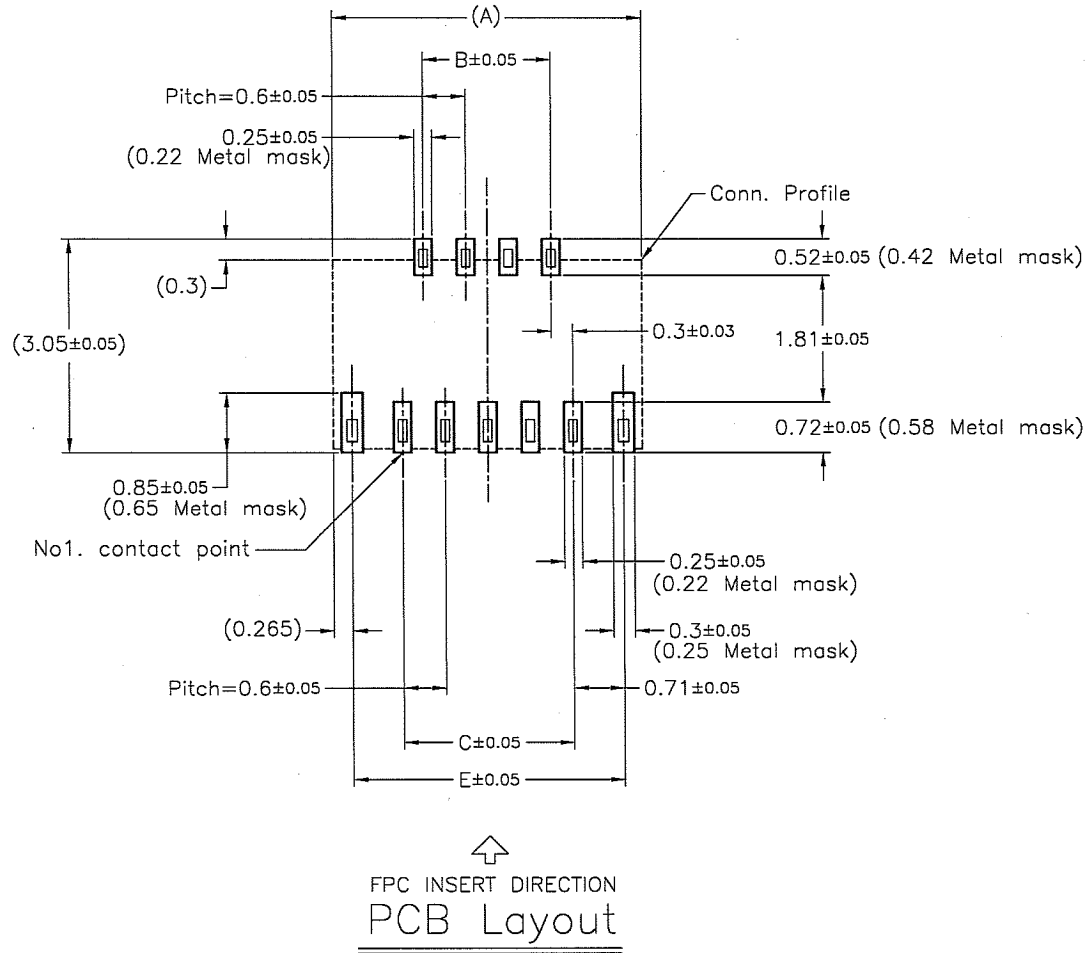 (A)
B±0.05
Pitch=0.6±0.05
0.25±0.05
(0.22 Metal mask)
Conn. Profile
0.52±0.05 (0.42 Metal mask)
(0.3)
0.3±0.03
(3.05±0.05)
1.81±0.05
0.72±0.05 (0.58 Metal mask)
0.85±0.05
(0.65 Metal mask)
No1. contact point
0.25±0.05
(0.22 Metal mask)
(0.265)
0.3±0.05
(0.25 Metal mask)
Pitch=0.6±0.05
0.71±0.05
C±0.05
E±0.05
FPC INSERT DIRECTION
PCB Layout